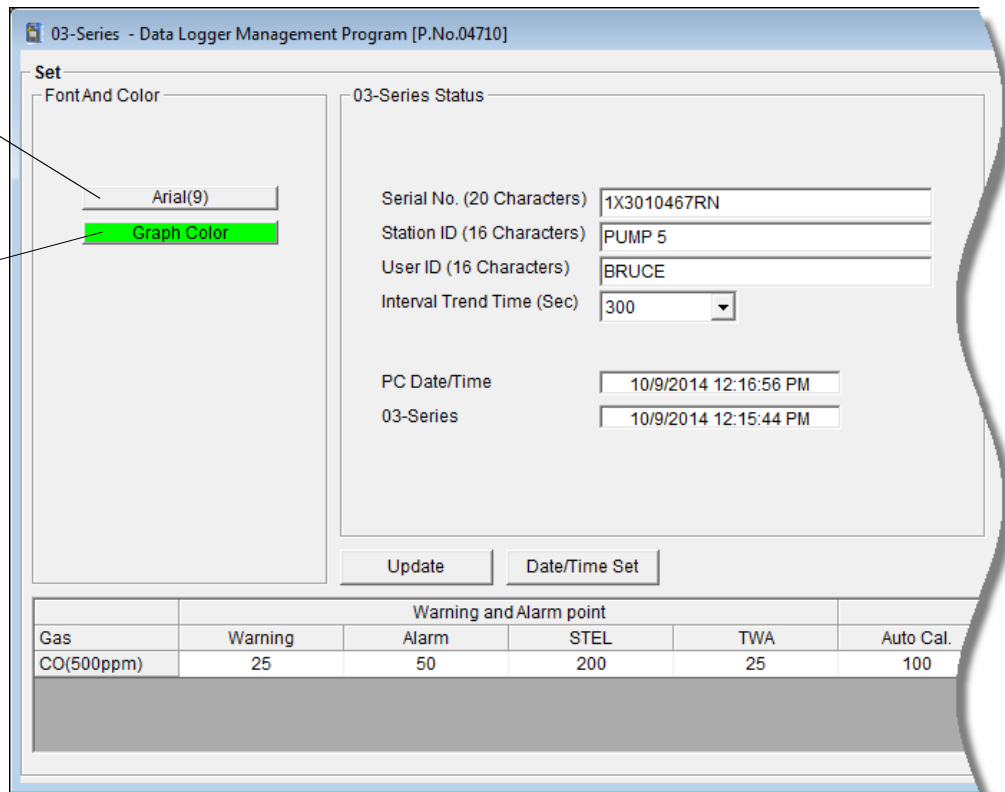 03-Series - Data Logger Management Program [P.No.04710]
Set
Font And Color
03-Series Status
Arial(9)
Graph Color
Serial No. (20 Characters) 1X3010467RN
Station ID (16 Characters) PUMP 5
User ID (16 Characters) BRUCE
Interval Trend Time (Sec) 300
PC Date/Time 10/9/2014 12:16:56 PM
03-Series 10/9/2014 12:15:44 PM
Update Date/Time Set
Warning and Alarm point
Gas Warning Alarm STEL TWA Auto Cal.
CO(500ppm) 25 50 200 25 100